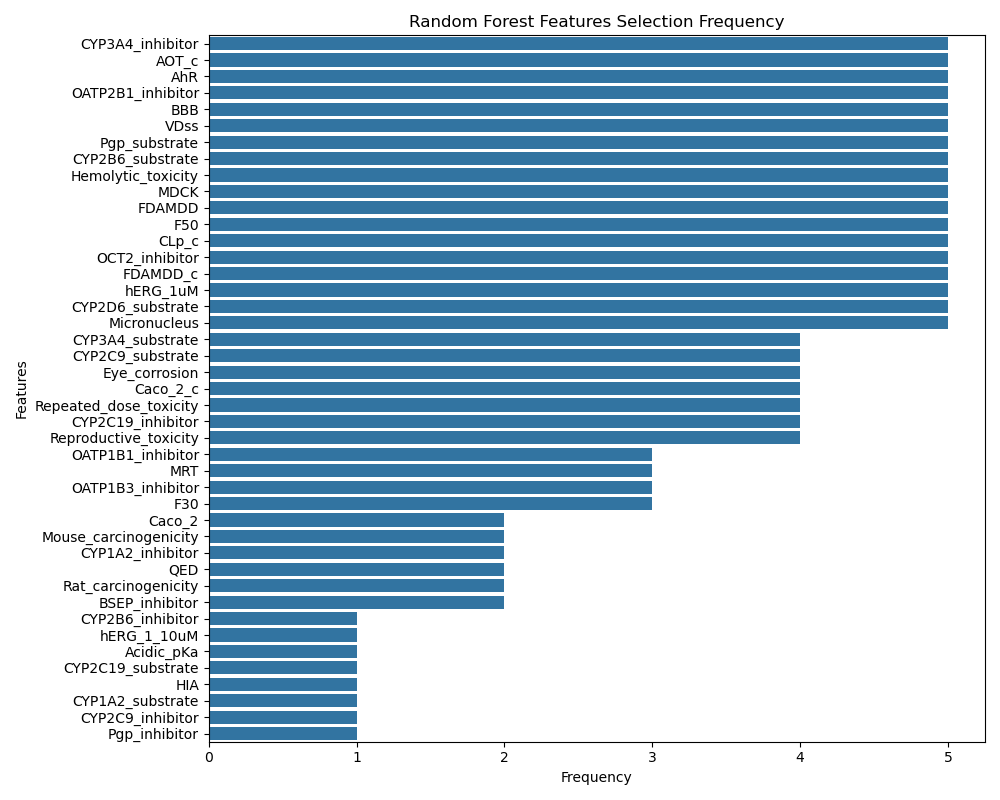 Random Forest Features Selection Frequency
CYP3A4_inhibitor
AOT_c
AhR
OATP2B1_inhibitor
BBB
VDss
Pgp_substrate
CYP2B6_substrate
Hemolytic_toxicity
MDCK
FDAMDD
F50
CLp_c
OCT2_inhibitor
FDAMDD_c
hERG_1uM
CYP2D6_substrate
Micronucleus
CYP3A4_substrate
CYP2C9_substrate
Eye_corrosion
Caco_2_c
Repeated_dose_toxicity
CYP2C19_inhibitor
Reproductive_toxicity
OATP1B1_inhibitor
MRT
OATP1B3_inhibitor
F30
Caco_2
Mouse_carcinogenicity
CYP1A2_inhibitor
QED
Rat_carcinogenicity
BSEP_inhibitor
CYP2B6_inhibitor
hERG_1_10uM
Acidic_pKa
CYP2C19_substrate
HIA
CYP1A2_substrate
CYP2C9_inhibitor
Pgp_inhibitor
Features
0 1 2 3 4 5
Frequency